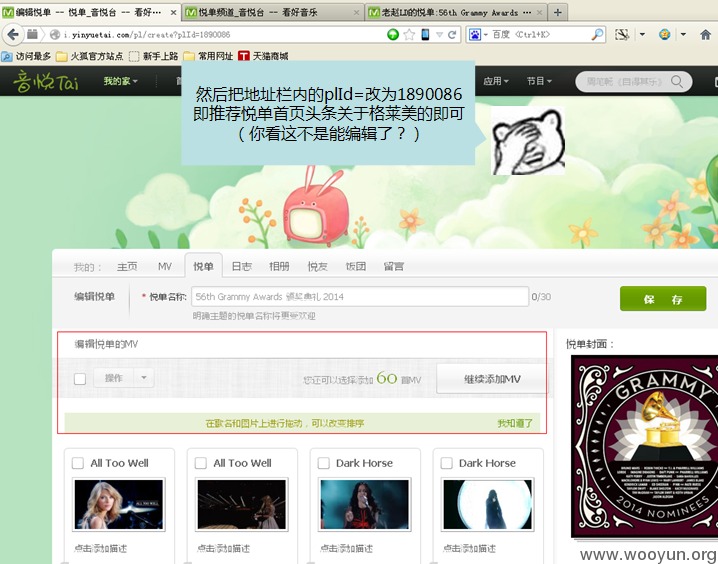 编辑悦单 -- 悦单_音悦台 -- 看好...
悦单频道_音悦台 -- 看好音乐
老赵LD的悦单:56th Grammy Awards ...
i.yinyuetai.com/pl/create?plId=1890086
百度 <Ctrl+K>
访问最多
火狐官方站点
新手上路
常用网址
天猫商城
音悦Tai
我的家
应用
节目
然后把地址栏内的plId=改为1890086
即推荐悦单首页头条关于格莱美的即可
（你看这不是能编辑了？）
我的：
主页
MV
悦单
日志
相册
悦友
饭团
留言
编辑悦单
* 悦单名称:
56th Grammy Awards 颁奖典礼 2014
0/30
保 存
明确主题的悦单名称将更受欢迎
编辑悦单的MV
悦单封面：
操作
您还可以选择添加 60 首MV
继续添加MV
在歌名和图片上进行拖动，可以改变排序
我知道了
All Too Well
All Too Well
Dark Horse
Dark Horse
ALL TOO WELL
点击添加描述
点击添加描述
点击添加描述
点击添加描述
GRAMMY
2014 NOMINEES
www.wooyun.org